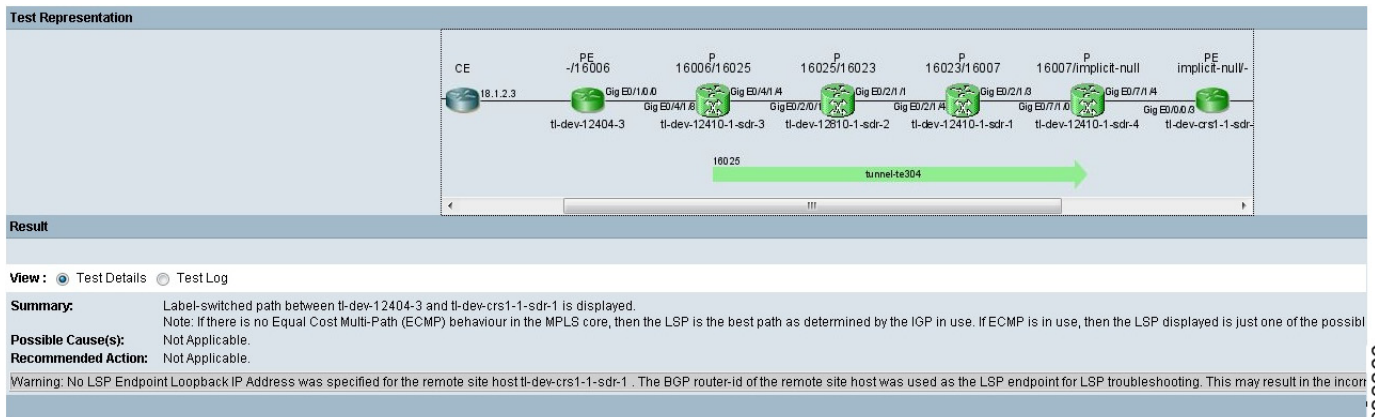 Test Representation
CE
PE
-/16006
P
16006/16025
P
16025/16023
P
16023/16007
P
16007/implicit-null
PE
implicit-null/-
18.1.2.3
Gig E0/1.0.0
Gig E0/4/1 /8
Gig E0/4/1 /4
Gig E0/2/0/1
Gig E0/2/1 /1
Gig E0/2/1 /4
Gig E0/2/1 /3
Gig E0/7/1 /0
Gig E0/7/1 /4
Gig E0/0.0./3
tl-dev-12404-3
tl-dev-12410-1-sdr-3
tl-dev-12810-1-sdr-2
tl-dev-12410-1-sdr-1
tl-dev-12410-1-sdr-4
tl-dev-crs1-1-sdr-
16025
tunnel-te304
Result
View : Test Details Test Log
Summary: Label-switched path between tl-dev-12404-3 and tl-dev-crs1-1-sdr-1 is displayed.
Note: If there is no Equal Cost Multi-Path (ECMP) behaviour in the MPLS core, then the LSP is the best path as determined by the IGP in use. If ECMP is in use, then the LSP displayed is just one of the possibl
Possible Cause(s): Not Applicable.
Recommended Action: Not Applicable.
Warning: No LSP Endpoint Loopback IP Address was specified for the remote site host tl-dev-crs1-1-sdr-1 . The BGP router-id of the remote site host was used as the LSP endpoint for LSP troubleshooting. This may result in the incorr